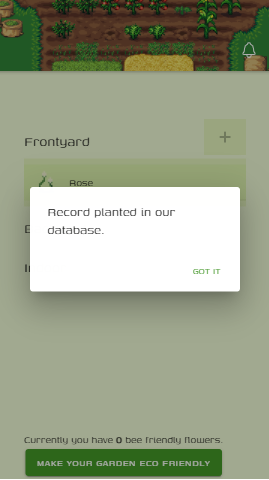 Frontyard
Rose
Record planted in our
database.
GOT IT
Currently you have 0 bee friendly flowers.
MAKE YOUR GARDEN ECO FRIENDLY